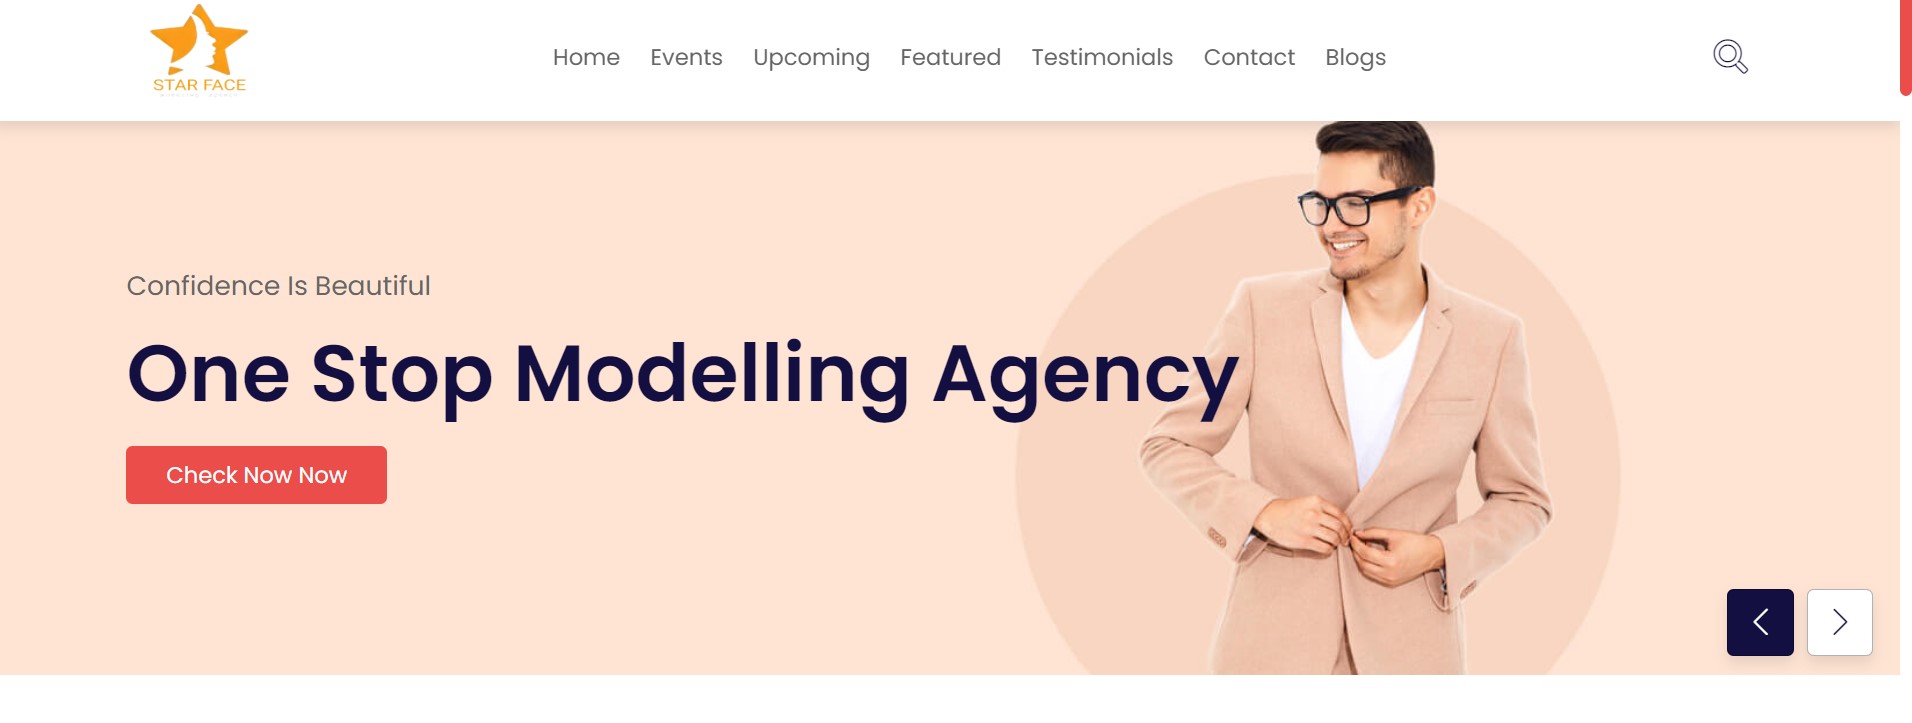 STAR FACE
Home Events Upcoming Featured Testimonials Contact Blogs
Confidence Is Beautiful
One Stop Modelling Agency
Check Now Now